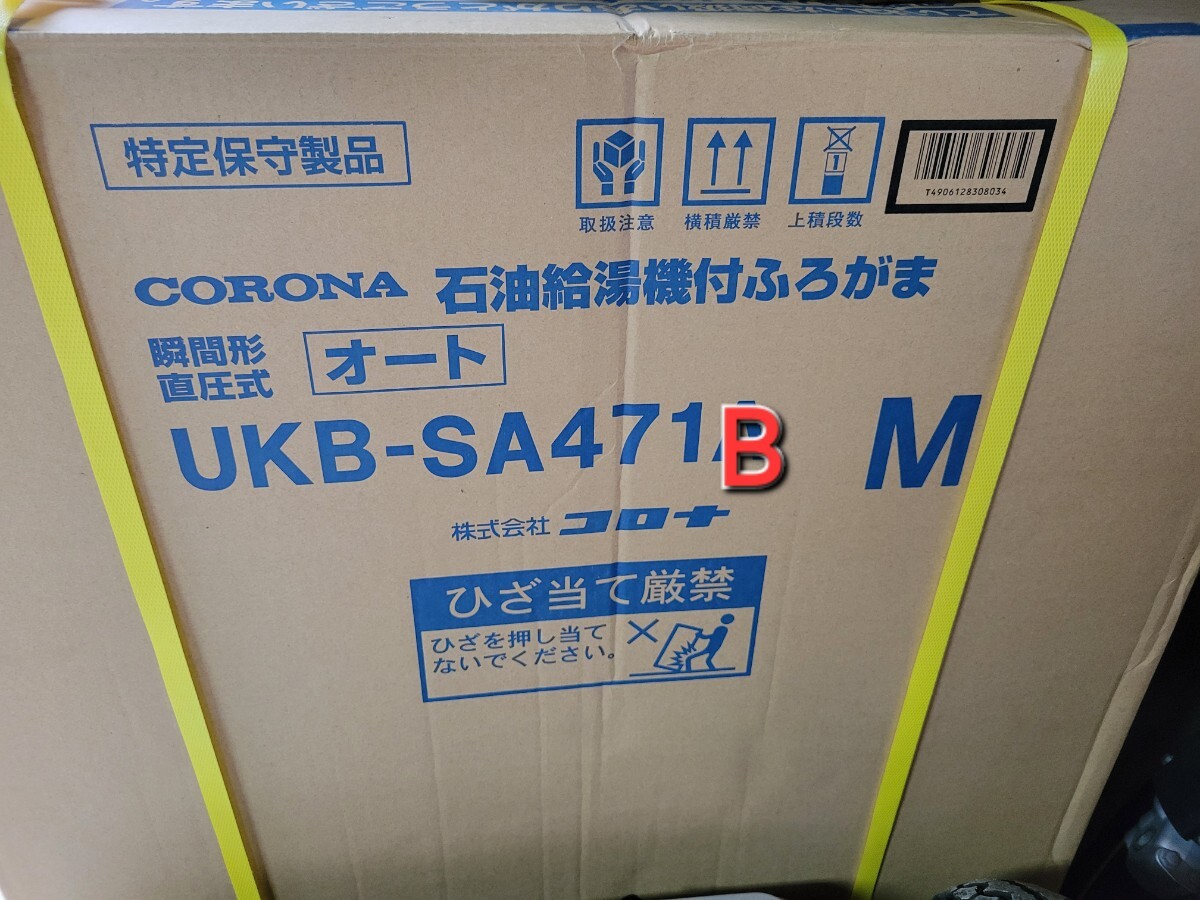 特定保守製品
取扱注意
横積厳禁
1
上積段数
T4906128308034
CORONA 石油給湯機付ふろがま
瞬間形
直圧式
オート
UKB-SA471B M
株式会社 コロナ
ひざ当て厳禁
ひざを押し当て
ないでください。